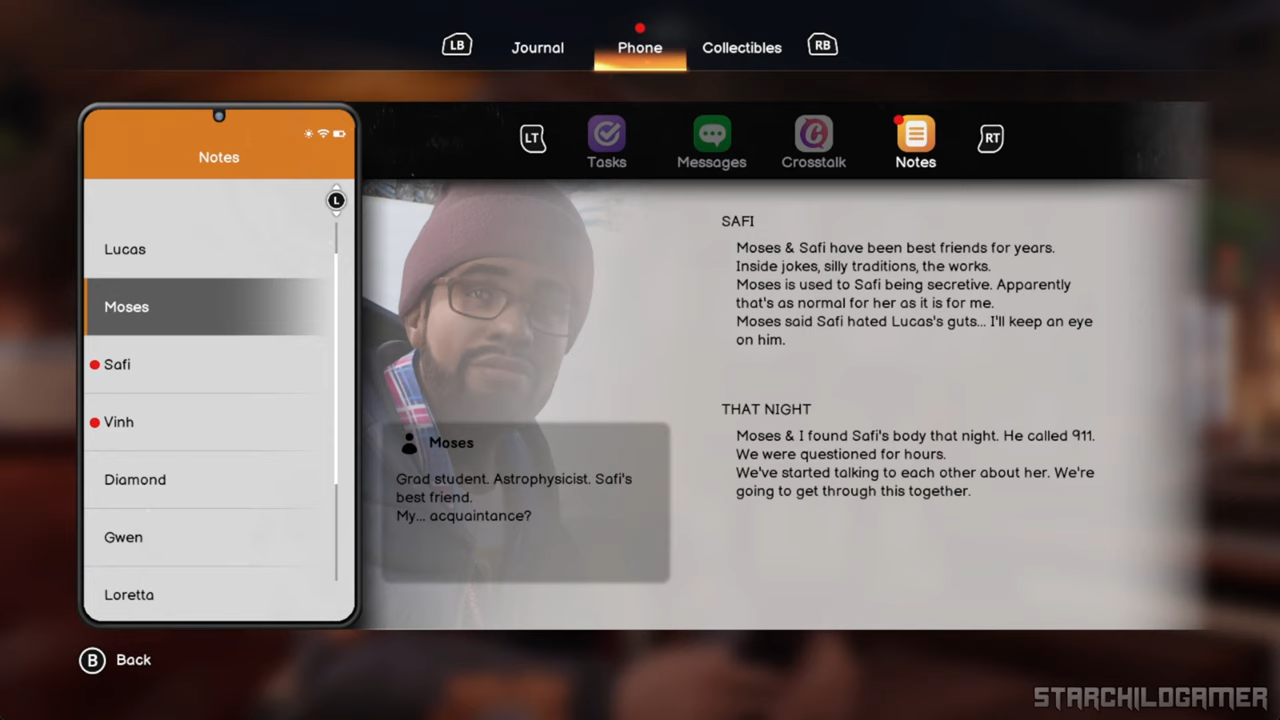 LB
Journal
Phone
Collectibles
RB
Notes
LT
Tasks
Messages
Crosstalk
Notes
RT
L
Lucas
Moses
Safi
Vinh
Diamond
Gwen
Loretta
Moses
Grad student. Astrophysicist. Safi's
best friend.
My... acquaintance?
SAFI
Moses & Safi have been best friends for years.
Inside jokes, silly traditions, the works.
Moses is used to Safi being secretive. Apparently
that's as normal for her as it is for me.
Moses said Safi hated Lucas's guts... I'll keep an eye
on him.
THAT NIGHT
Moses & I found Safi's body that night. He called 911.
We were questioned for hours.
We've started talking to each other about her. We're
going to get through this together.
B Back
STARCHILDGAMER